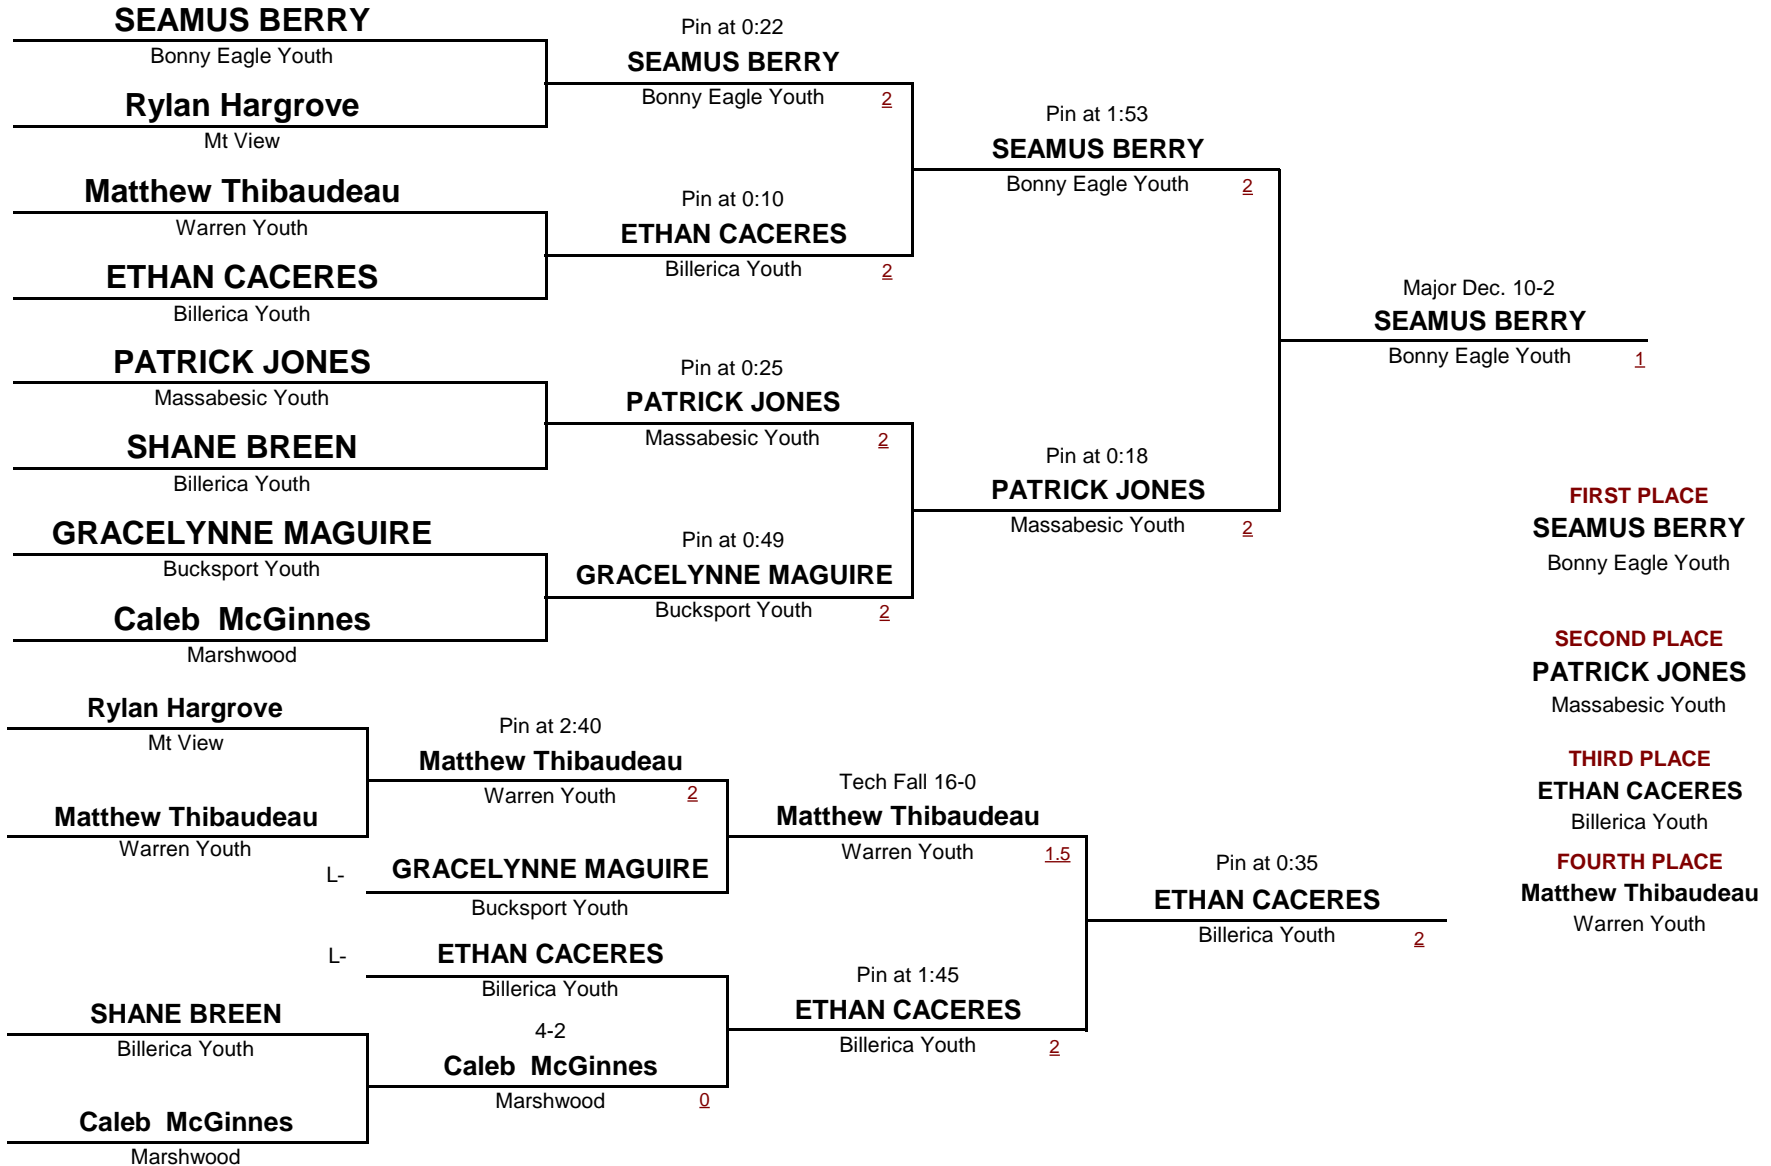 SEAMUS BERRY
Bonny Eagle Youth
Rylan Hargrove
Mt View
Matthew Thibaudeau
Warren Youth
ETHAN CACERES
Billerica Youth
PATRICK JONES
Massabesic Youth
SHANE BREEN
Billerica Youth
GRACELYNNE MAGUIRE
Bucksport Youth
Caleb McGinnes
Marshwood
Pin at 0:22
SEAMUS BERRY
Bonny Eagle Youth 2
Pin at 0:10
ETHAN CACERES
Billerica Youth 2
Pin at 0:25
PATRICK JONES
Massabesic Youth 2
Pin at 0:49
GRACELYNNE MAGUIRE
Bucksport Youth 2
Pin at 1:53
SEAMUS BERRY
Bonny Eagle Youth 2
Pin at 0:18
PATRICK JONES
Massabesic Youth 2
Major Dec. 10-2
SEAMUS BERRY
Bonny Eagle Youth 1
Rylan Hargrove
Mt View
Matthew Thibaudeau
Warren Youth
SHANE BREEN
Billerica Youth
Caleb McGinnes
Marshwood
Pin at 2:40
Matthew Thibaudeau
Warren Youth 2
L- GRACELYNNE MAGUIRE
Bucksport Youth
L- ETHAN CACERES
Billerica Youth
4-2
Caleb McGinnes
Marshwood 0
Tech Fall 16-0
Matthew Thibaudeau
Warren Youth 1.5
Pin at 1:45
ETHAN CACERES
Billerica Youth 2
Pin at 0:35
ETHAN CACERES
Billerica Youth 2
FIRST PLACE
SEAMUS BERRY
Bonny Eagle Youth
SECOND PLACE
PATRICK JONES
Massabesic Youth
THIRD PLACE
ETHAN CACERES
Billerica Youth
FOURTH PLACE
Matthew Thibaudeau
Warren Youth